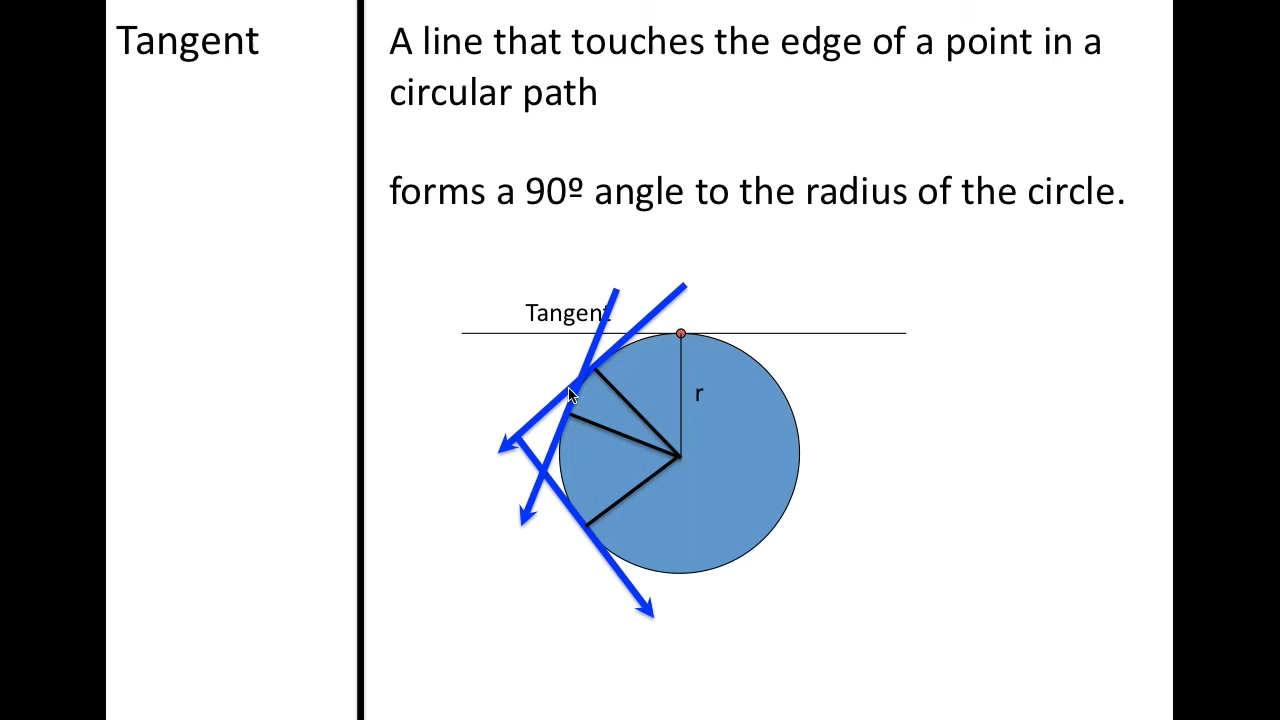 Tangent
A line that touches the edge of a point in a
circular path
forms a 90º angle to the radius of the circle.
Tangent
r